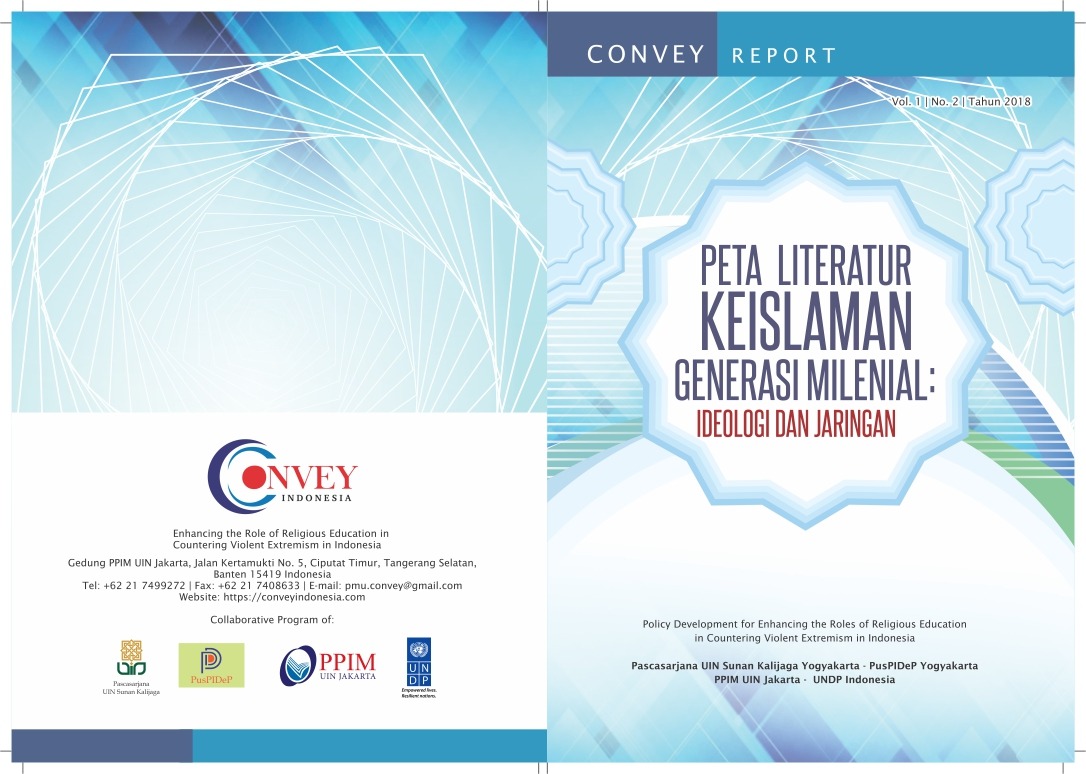 CONVEY REPORT
Vol. 1 | No. 2 | Tahun 2018
PETA LITERATUR
KEISLAMAN
GENERASI MILENIAL:
IDEOLOGI DAN JARINGAN
Policy Development for Enhancing the Roles of Religious Education
in Countering Violent Extremism in Indonesia
Pascasarjana UIN Sunan Kalijaga Yogyakarta - PusPIDeP Yogyakarta
PPIM UIN Jakarta - UNDP Indonesia
CONVEY
INDONESIA
Enhancing the Role of Religious Education in
Countering Violent Extremism in Indonesia
Gedung PPIM UIN Jakarta, Jalan Kertamukti No. 5, Ciputat Timur, Tangerang Selatan,
Banten 15419 Indonesia
Tel: +62 21 7499272 | Fax: +62 21 7408633 | E-mail: pmu.convey@gmail.com
Website: https://conveyindonesia.com
Collaborative Program of:
Pascasarjana
UIN Sunan Kalijaga
PusPIDeP
PPIM
UIN JAKARTA
U N
D P
Empowered lives.
Resilient nations.